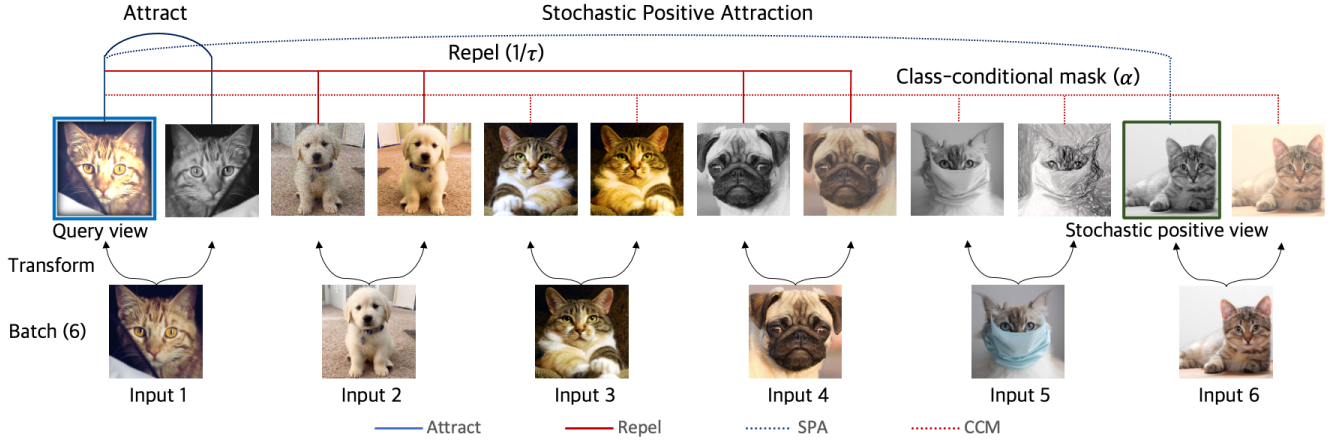 Attract
Stochastic Positive Attraction
Repel (1/τ)
Class-conditional mask (α)
Query view
Stochastic positive view
Transform
Batch (6)
Input 1
Input 2
Input 3
Input 4
Input 5
Input 6
Attract
Repel
SPA
CCM